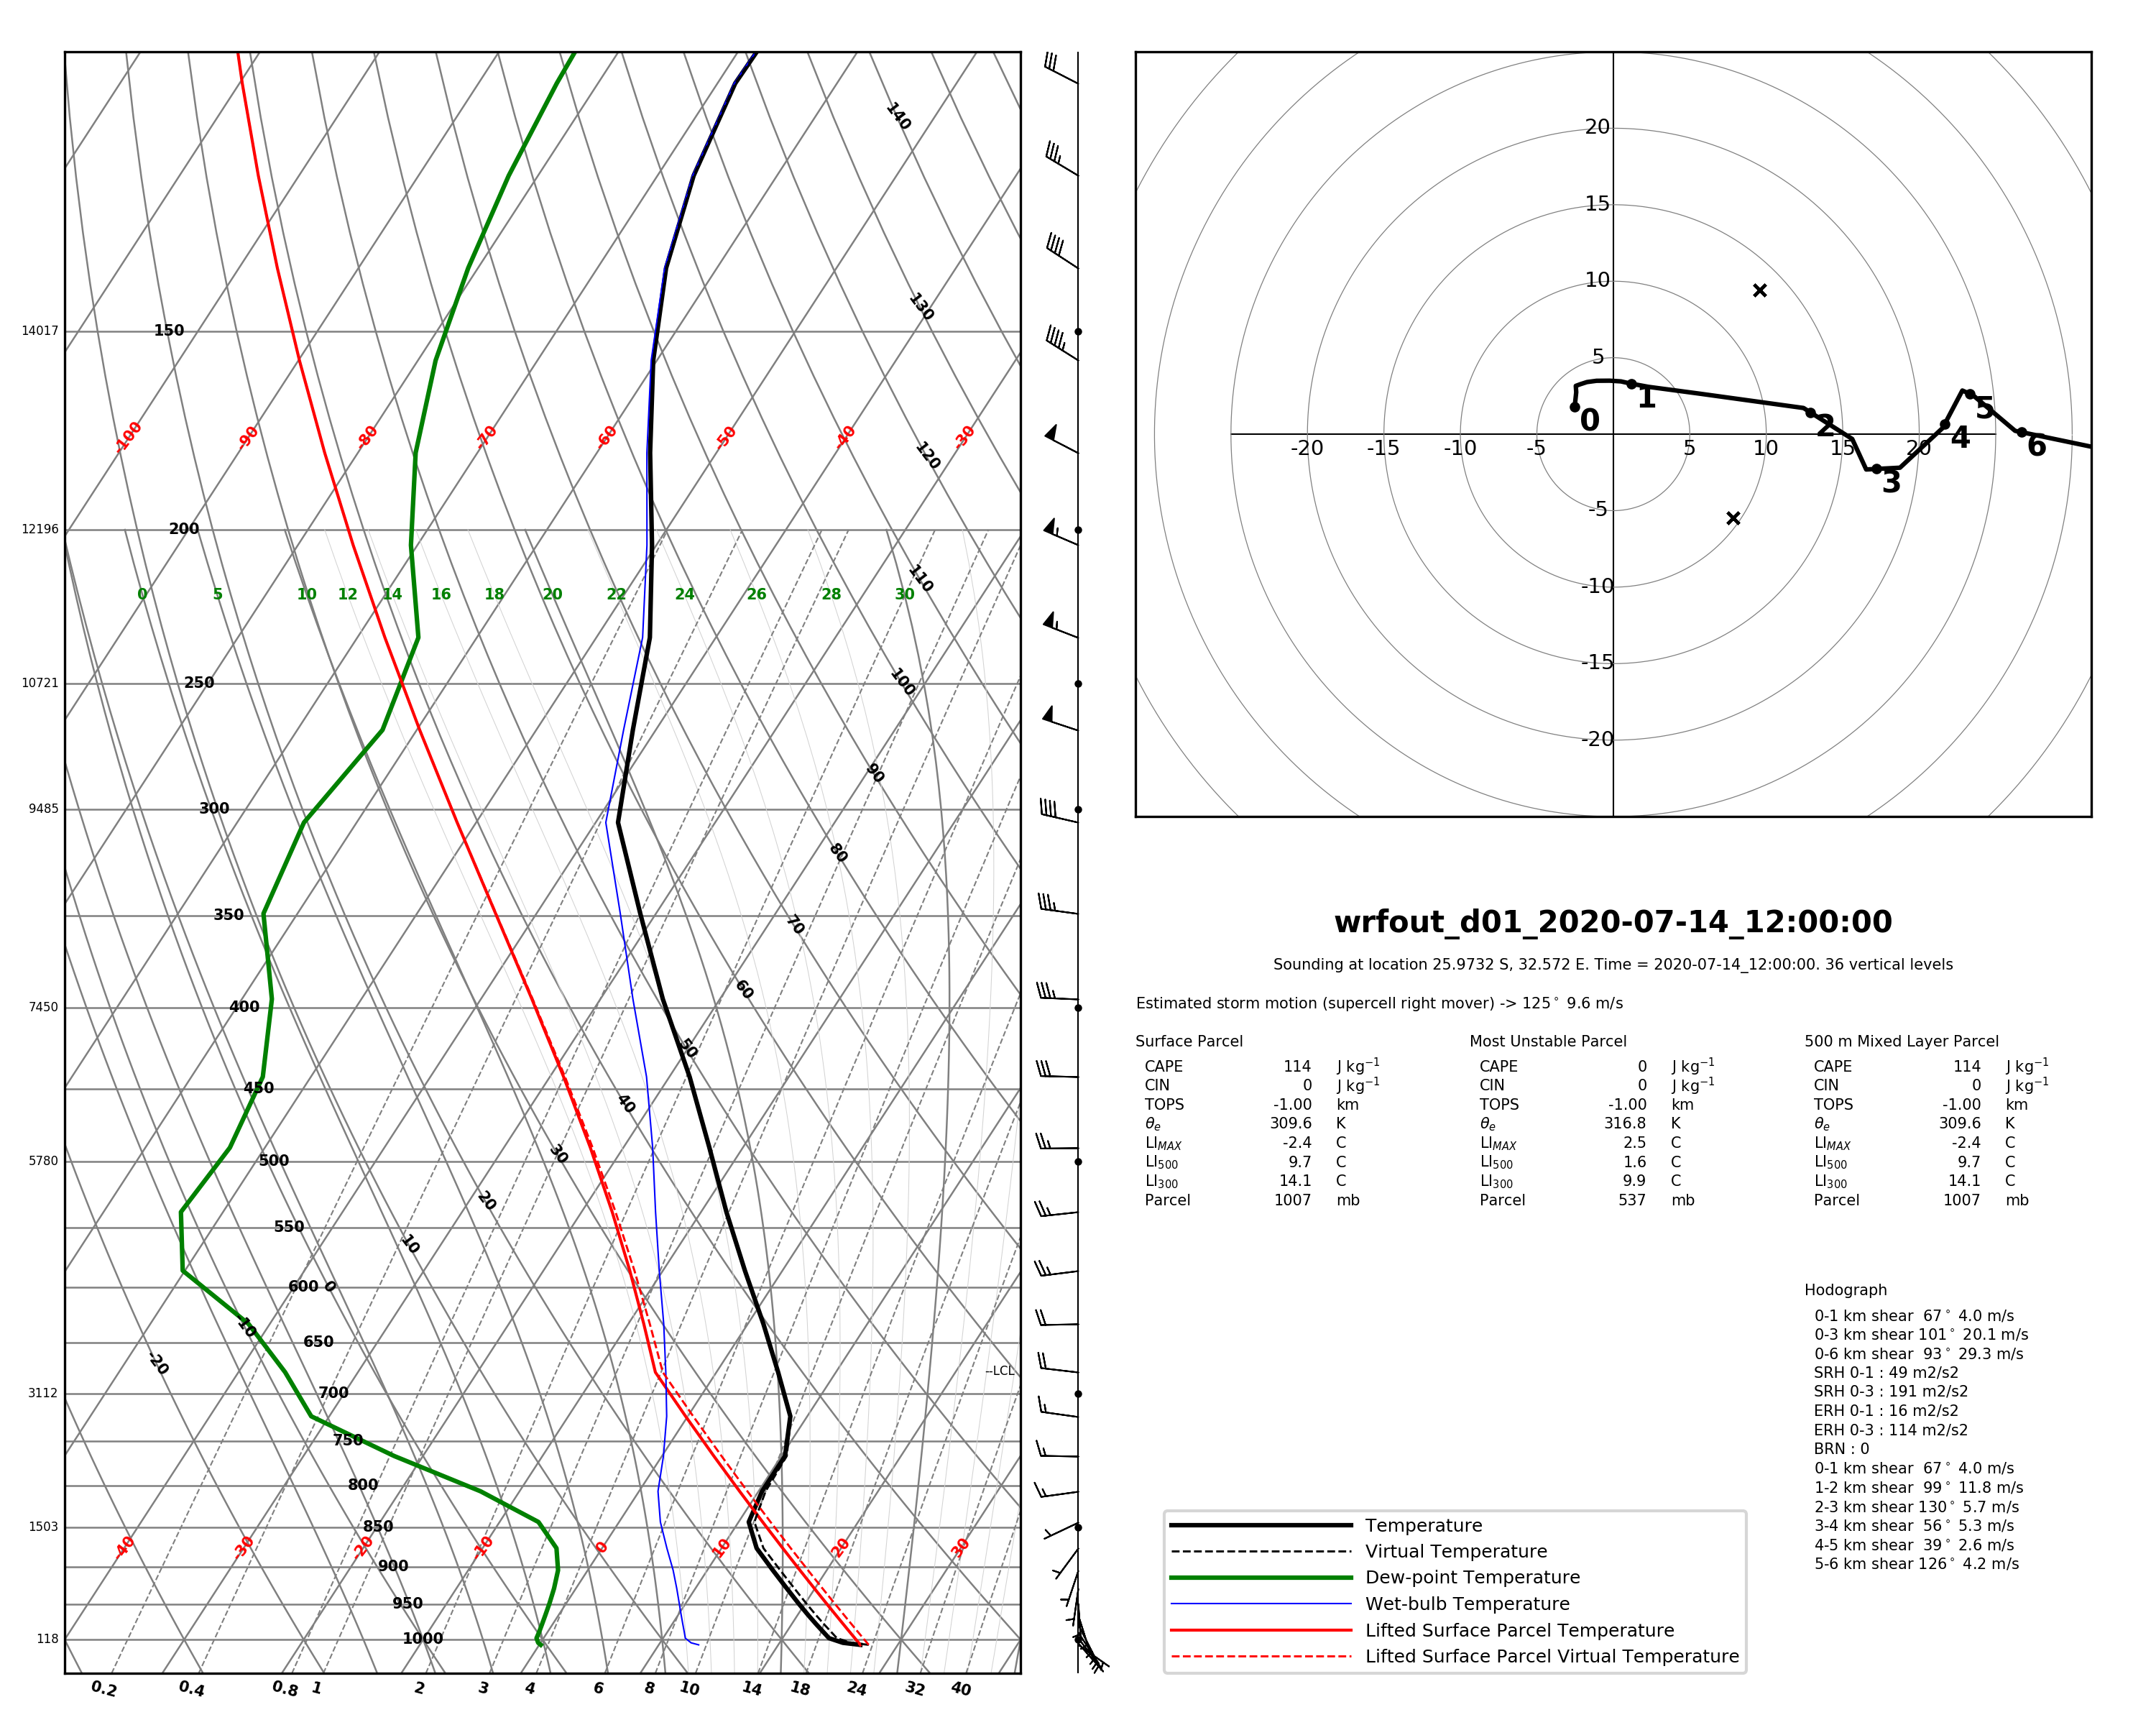 140
130
14017 150
-100 -90 -80 -70 -60 -50 -40 -30
120
12196 200
110
0 5 10 12 14 16 18 20 22 24 26 28 30
10721 250
100
90
9485 300
80
350
70
7450 400
60
50
450
40
5780 500
30
20
550
10
600 0
10
650
-20
--LCL
3112 700
750
800
1503 850
-40 -30 -20 -10 0 10 20 30
900
950
118 1000
0.2 0.4 0.8 1 2 3 4 6 8 10 14 18 24 32 40
20
15
10
5
-20 -15 -10 -5 5 10 15 20
-5
-10
-15
-20
0 1 2 3 4 5 6
wrfout_d01_2020-07-14_12:00:00
Sounding at location 25.9732 S, 32.572 E. Time = 2020-07-14_12:00:00. 36 vertical levels
Estimated storm motion (supercell right mover) -> 125° 9.6 m/s
Surface Parcel
CAPE 114 J kg⁻¹
CIN 0 J kg⁻¹
TOPS -1.00 km
θₑ 309.6 K
LI_MAX -2.4 C
LI₅₀₀ 9.7 C
LI₃₀₀ 14.1 C
Parcel 1007 mb
Most Unstable Parcel
CAPE 0 J kg⁻¹
CIN 0 J kg⁻¹
TOPS -1.00 km
θₑ 316.8 K
LI_MAX 2.5 C
LI₅₀₀ 1.6 C
LI₃₀₀ 9.9 C
Parcel 537 mb
500 m Mixed Layer Parcel
CAPE 114 J kg⁻¹
CIN 0 J kg⁻¹
TOPS -1.00 km
θₑ 309.6 K
LI_MAX -2.4 C
LI₅₀₀ 9.7 C
LI₃₀₀ 14.1 C
Parcel 1007 mb
Hodograph
0-1 km shear 67° 4.0 m/s
0-3 km shear 101° 20.1 m/s
0-6 km shear 93° 29.3 m/s
SRH 0-1 : 49 m2/s2
SRH 0-3 : 191 m2/s2
ERH 0-1 : 16 m2/s2
ERH 0-3 : 114 m2/s2
BRN : 0
0-1 km shear 67° 4.0 m/s
1-2 km shear 99° 11.8 m/s
2-3 km shear 130° 5.7 m/s
3-4 km shear 56° 5.3 m/s
4-5 km shear 39° 2.6 m/s
5-6 km shear 126° 4.2 m/s
Temperature
Virtual Temperature
Dew-point Temperature
Wet-bulb Temperature
Lifted Surface Parcel Temperature
Lifted Surface Parcel Virtual Temperature